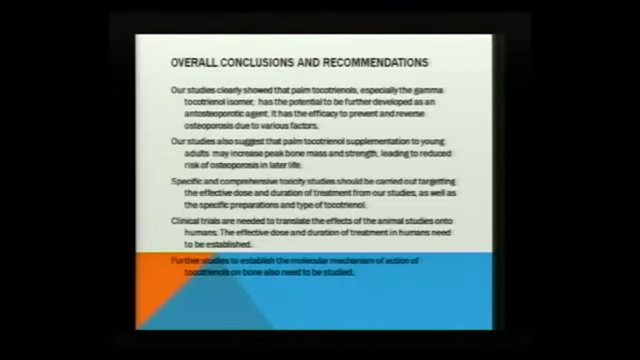 OVERALL CONCLUSIONS AND RECOMMENDATIONS
Our studies clearly showed that palm tocotrienols, especially the gamma
tocotrienol isomer, has the potential to be further developed as an
antosteoporotic agent. It has the efficacy to prevent and reverse
osteoporosis due to various factors.
Our studies also suggest that palm tocotrienol supplementation to young
adults may increase peak bone mass and strength, leading to reduced
risk of osteoporosis in later life.
Specific and comprehensive toxicity studies should be carried out targetting
the effective dose and duration of treatment from our studies, as well as
the specific preparations and type of tocotrienol.
Clinical trials are needed to translate the effects of the animal studies onto
humans. The effective dose and duration of treatment in humans need
to be established.
Further studies to establish the molecular mechanism of action of
tocotrienols on bone also need to be studied.